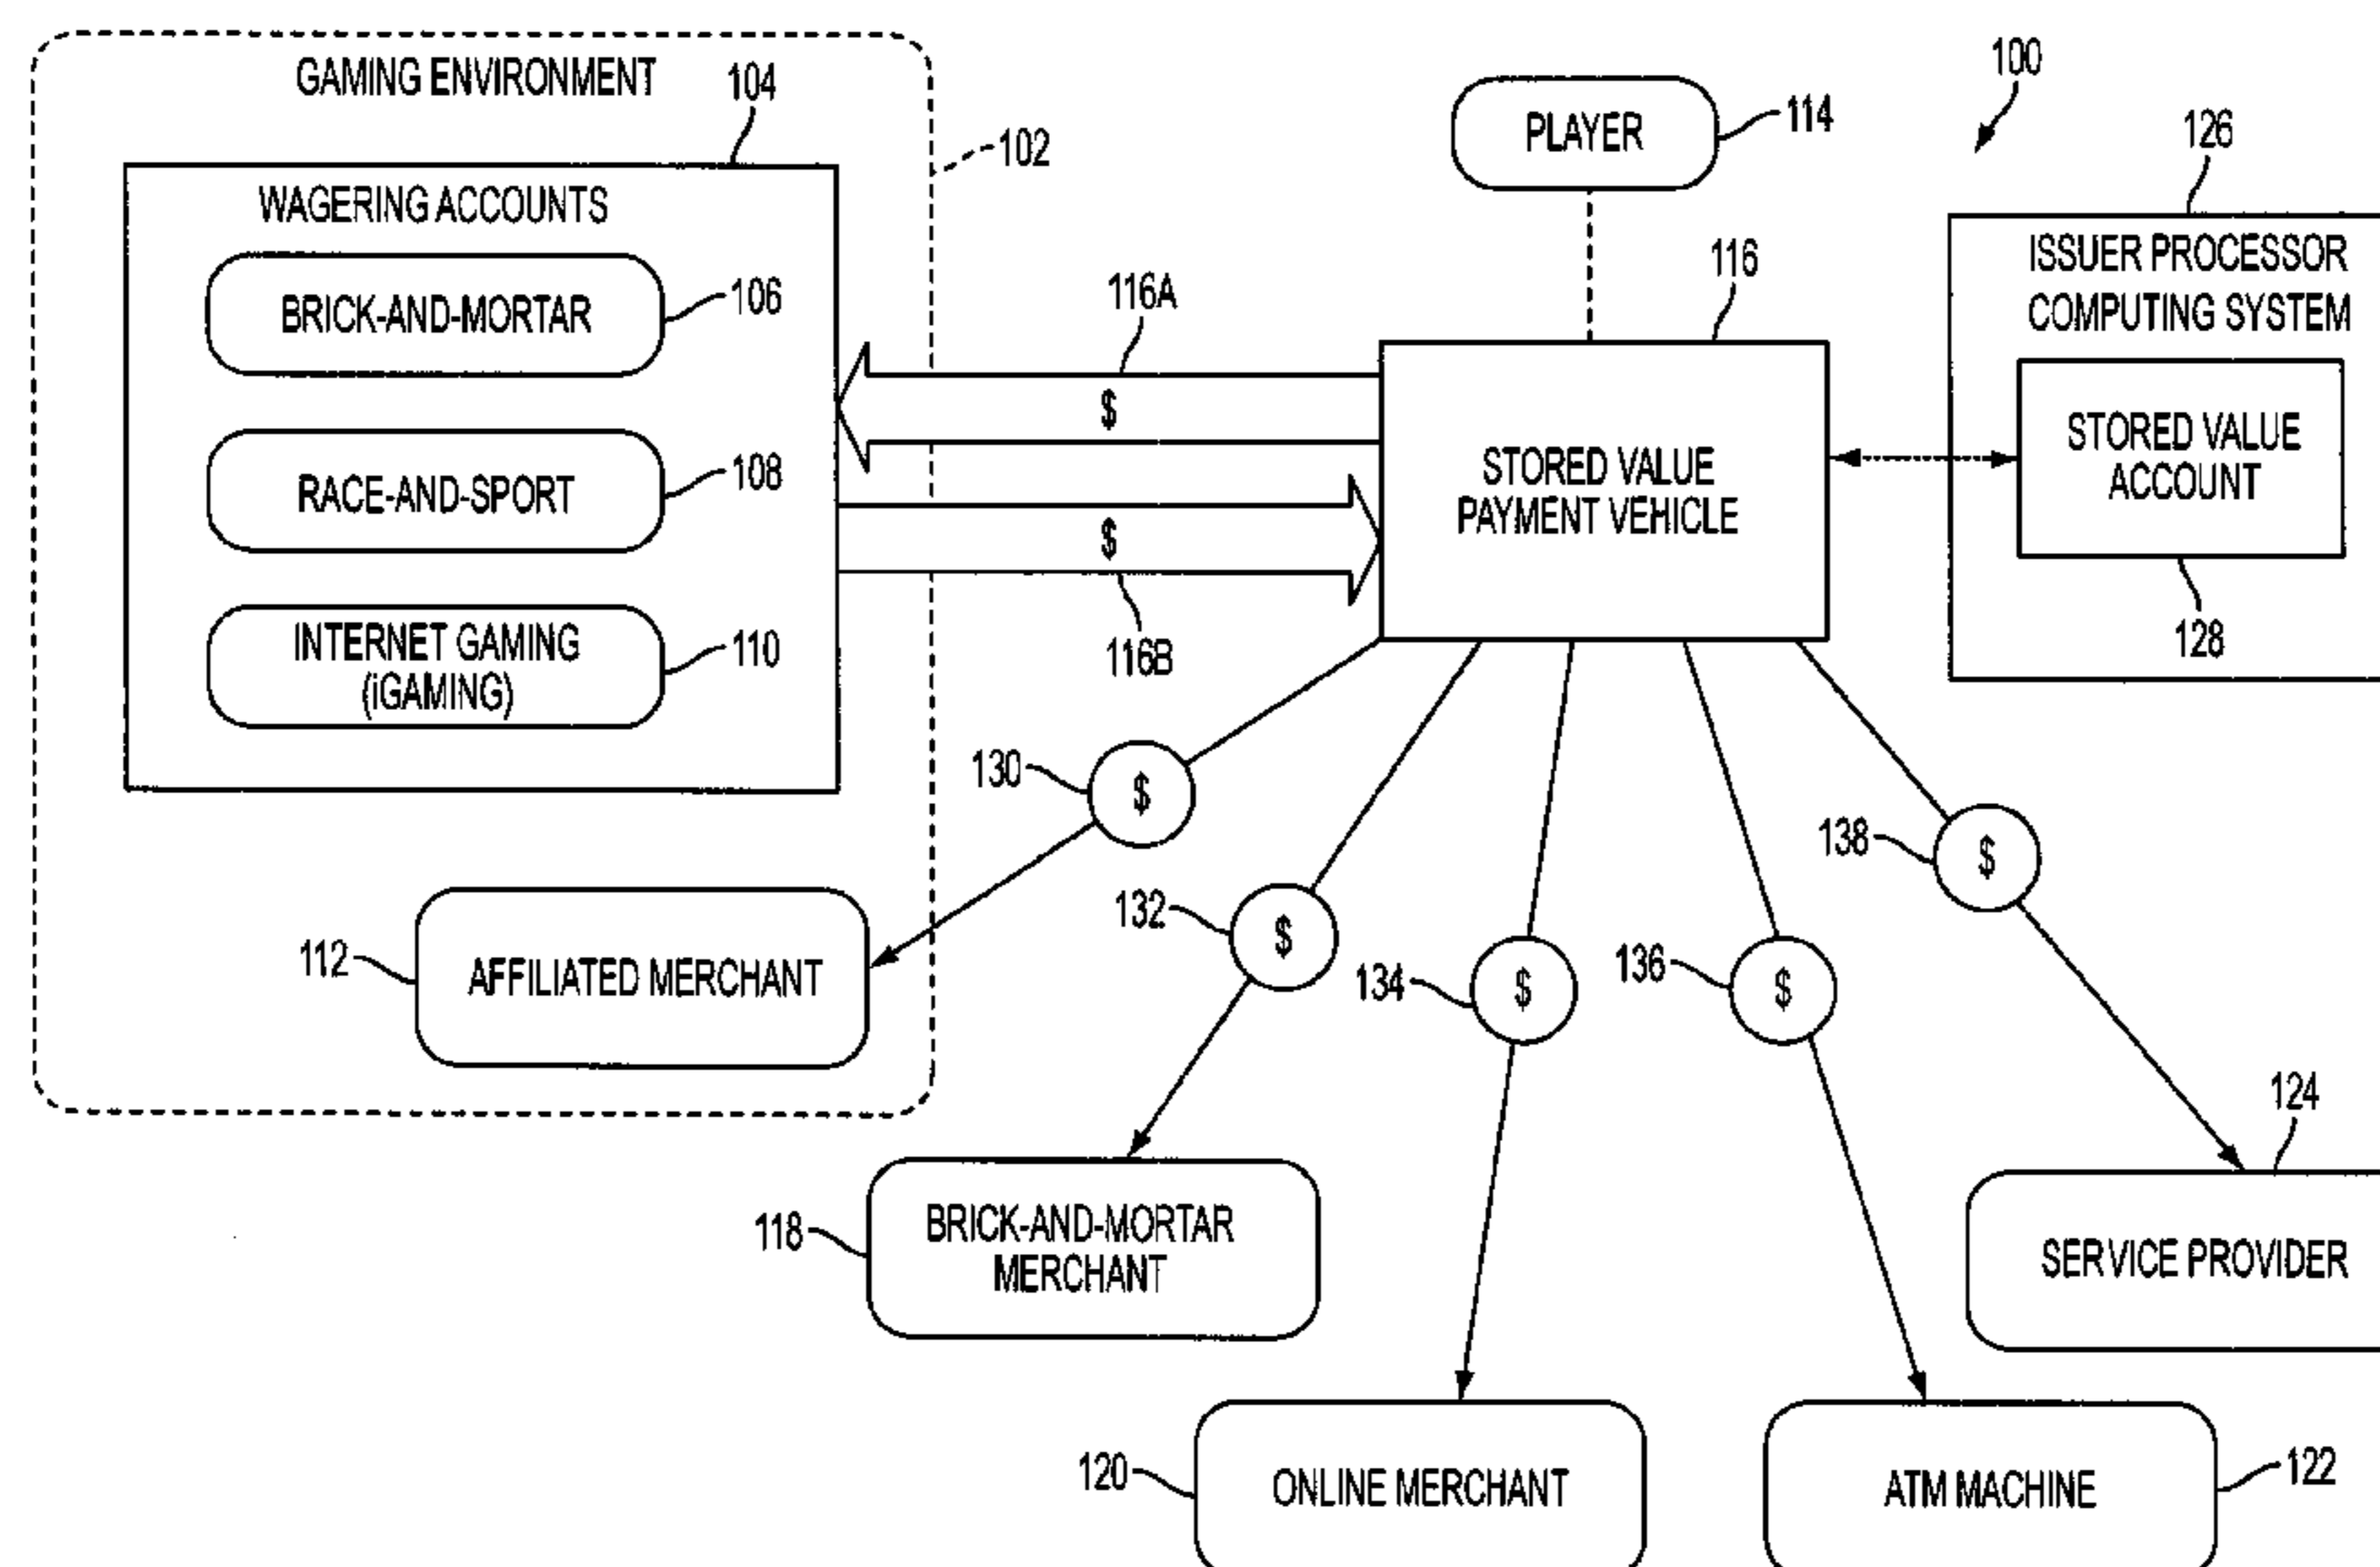 GAMING ENVIRONMENT
104
102
WAGERING ACCOUNTS
BRICK-AND-MORTAR
106
RACE-AND-SPORT
108
INTERNET GAMING
(iGAMING)
110
116A
$
$
116B
PLAYER
114
100
116
STORED VALUE
PAYMENT VEHICLE
126
ISSUER PROCESSOR
COMPUTING SYSTEM
STORED VALUE
ACCOUNT
128
130
$
132
$
134
$
136
$
138
$
112
AFFILIATED MERCHANT
118
BRICK-AND-MORTAR
MERCHANT
124
SERVICE PROVIDER
120
ONLINE MERCHANT
ATM MACHINE
122